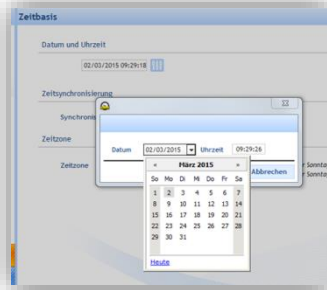 Zeitbasis
Datum und Uhrzeit
02/03/2015 09:29:18
Zeitsynchronisierung
Synchronis
Zeitzone
Zeitzone
Datum 02/03/2015 Uhrzeit 09:29:26
« März 2015 »
So Mo Di Mi Do Fr Sa
1 2 3 4 5 6 7
8 9 10 11 12 13 14
15 16 17 18 19 20 21
22 23 24 25 26 27 28
29 30 31
Heute
Abbrechen
r Sonnta
r Sonnta